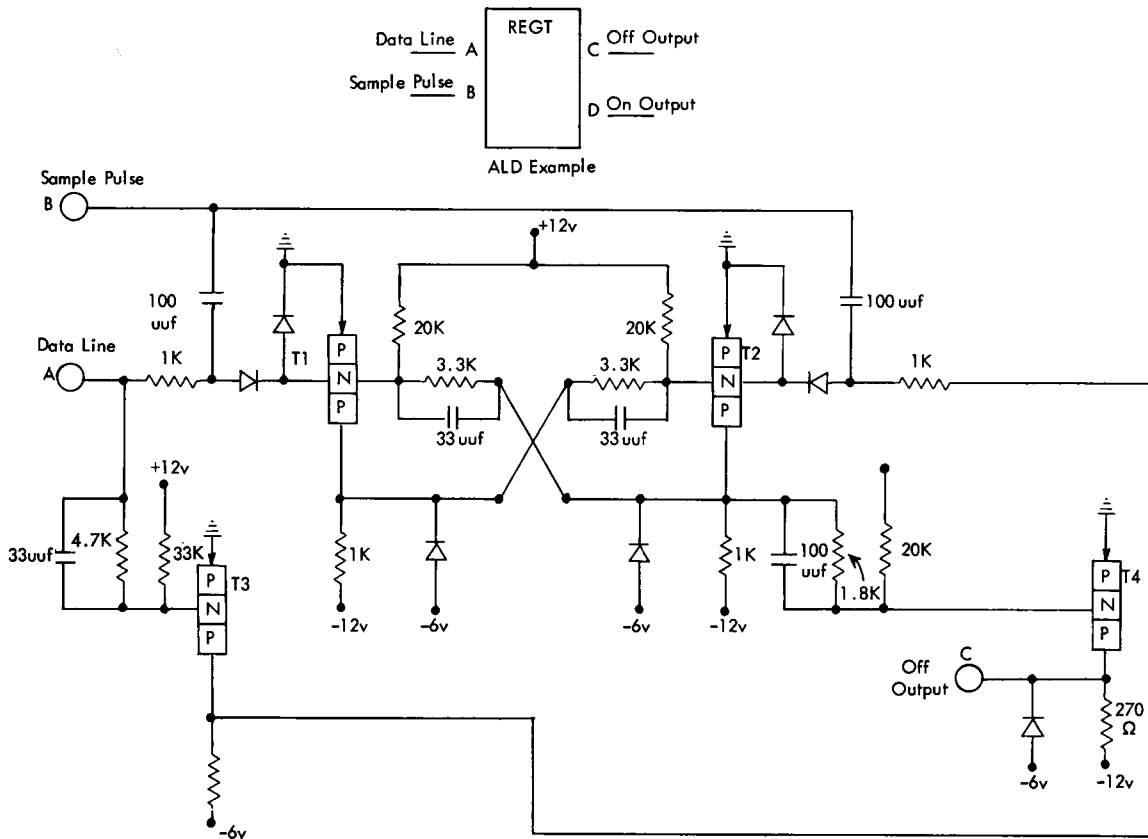 REGT
Data Line A
C Off Output
Sample Pulse B
D On Output
ALD Example
Sample Pulse
B
+12v
100
uuf
20K
20K
100 uuf
T1
P
N
P
T2
P
N
P
Data Line
A
1K
3.3K
3.3K
1K
33 uuf
33 uuf
+12v
33uuf
4.7K
33K
T3
P
N
P
1K
-12v
-6v
-6v
1K
-12v
100
uuf
1.8K
20K
T4
P
N
P
C
Off
Output
270
Ω
-6v
-12v
-6v